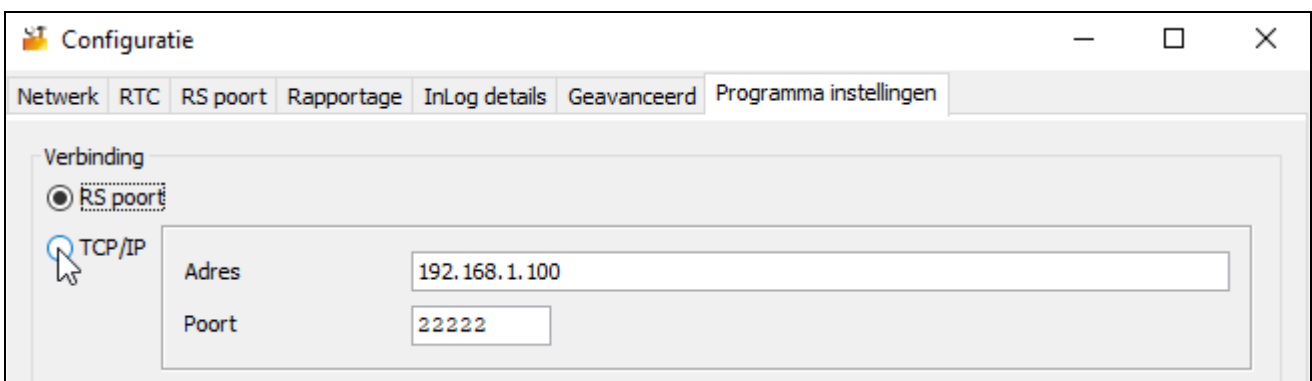 Configuratie
Netwerk RTC RS poort Rapportage InLog details Geavanceerd Programma instellingen
Verbinding
RS poort
TCP/IP
Adres 192.168.1.100
Poort 22222